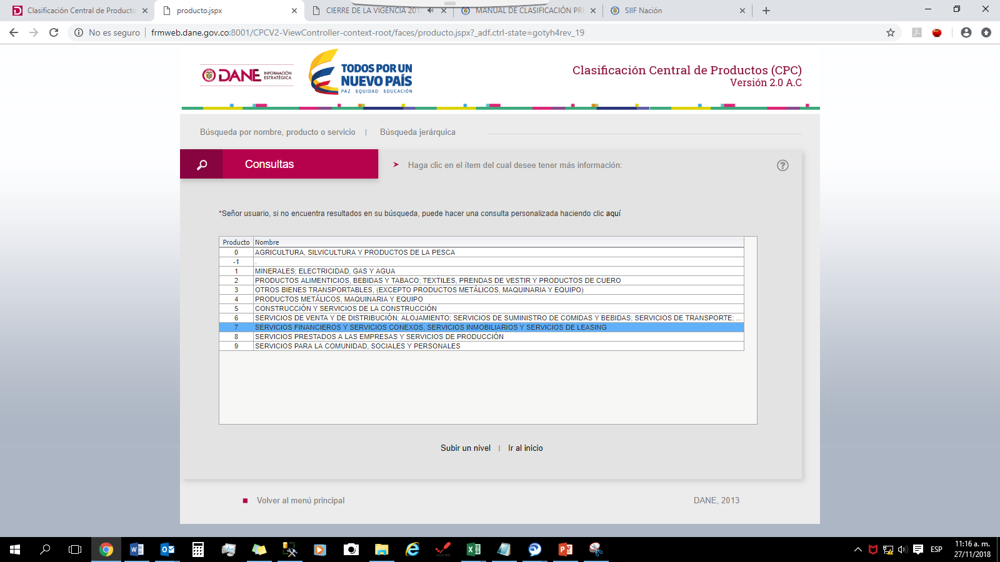 Clasificación Central de Producto
producto.jspx
CIERRE DE LA VIGENCIA 201
MANUAL DE CLASIFICACIÓN PRE
SIIF Nación
No es seguro
frmweb.dane.gov.co:8001/CPCV2-ViewController-context-root/faces/producto.jspx?_adf.ctrl-state=gotyh4rev_19
DANE INFORMACIÓN ESTRATÉGICA
TODOS POR UN
NUEVO PAÍS
PAZ EQUIDAD EDUCACIÓN
Clasificación Central de Productos (CPC)
Versión 2.0 A.C
Búsqueda por nombre, producto o servicio | Búsqueda jerárquica
Consultas
Haga clic en el ítem del cual desee tener más información:
*Señor usuario, si no encuentra resultados en su búsqueda, puede hacer una consulta personalizada haciendo clic aquí
Producto Nombre
0 AGRICULTURA, SILVICULTURA Y PRODUCTOS DE LA PESCA
-1 .
1 MINERALES; ELECTRICIDAD, GAS Y AGUA
2 PRODUCTOS ALIMENTICIOS, BEBIDAS Y TABACO; TEXTILES, PRENDAS DE VESTIR Y PRODUCTOS DE CUERO
3 OTROS BIENES TRANSPORTABLES, (EXCEPTO PRODUCTOS METÁLICOS, MAQUINARIA Y EQUIPO)
4 PRODUCTOS METÁLICOS, MAQUINARIA Y EQUIPO
5 CONSTRUCCIÓN Y SERVICIOS DE LA CONSTRUCCIÓN
6 SERVICIOS DE VENTA Y DE DISTRIBUCIÓN; ALOJAMIENTO; SERVICIOS DE SUMINISTRO DE COMIDAS Y BEBIDAS; SERVICIOS DE TRANSPORTE; ...
7 SERVICIOS FINANCIEROS Y SERVICIOS CONEXOS, SERVICIOS INMOBILIARIOS Y SERVICIOS DE LEASING
8 SERVICIOS PRESTADOS A LAS EMPRESAS Y SERVICIOS DE PRODUCCIÓN
9 SERVICIOS PARA LA COMUNIDAD, SOCIALES Y PERSONALES
Subir un nivel | Ir al inicio
Volver al menú principal
DANE, 2013
ESP
11:16 a. m.
27/11/2018